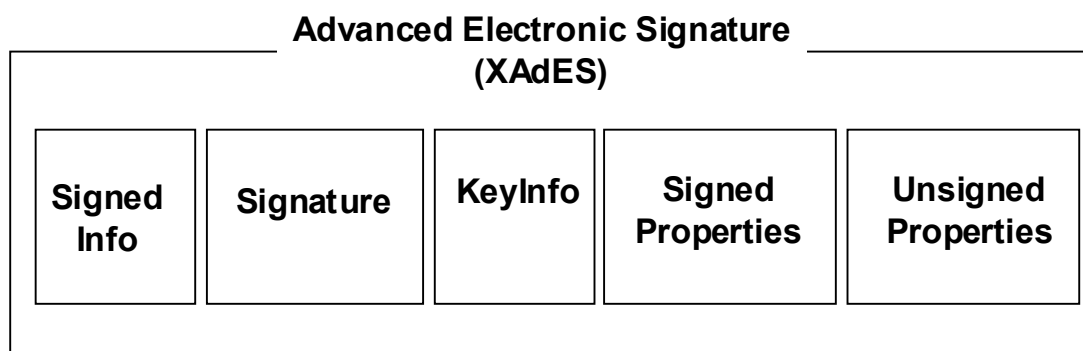 Advanced Electronic Signature
(XAdES)
Signed
Info
Signature
KeyInfo
Signed
Properties
Unsigned
Properties